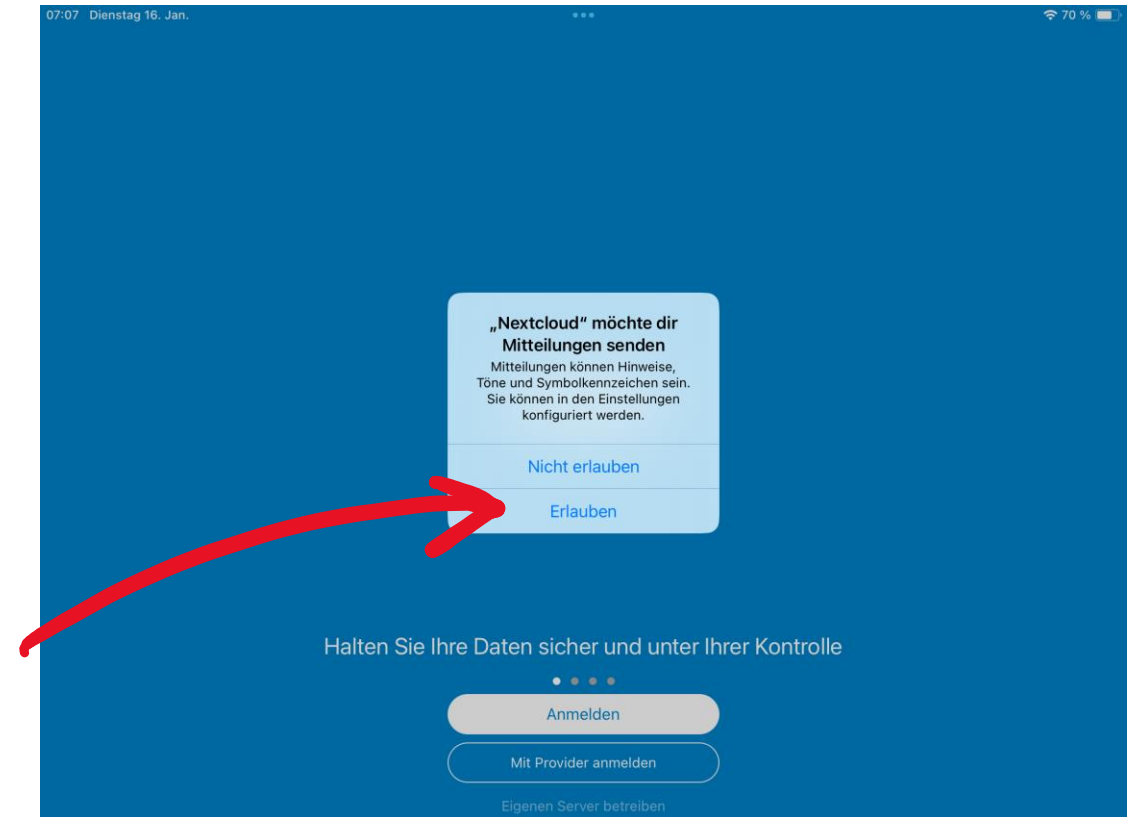 07:07 Dienstag 16. Jan.
70 %
„Nextcloud“ möchte dir
Mitteilungen senden
Mitteilungen können Hinweise,
Töne und Symbolkennzeichen sein.
Sie können in den Einstellungen
konfiguriert werden.
Nicht erlauben
Erlauben
Halten Sie Ihre Daten sicher und unter Ihrer Kontrolle
Anmelden
Mit Provider anmelden
Eigenen Server betreiben